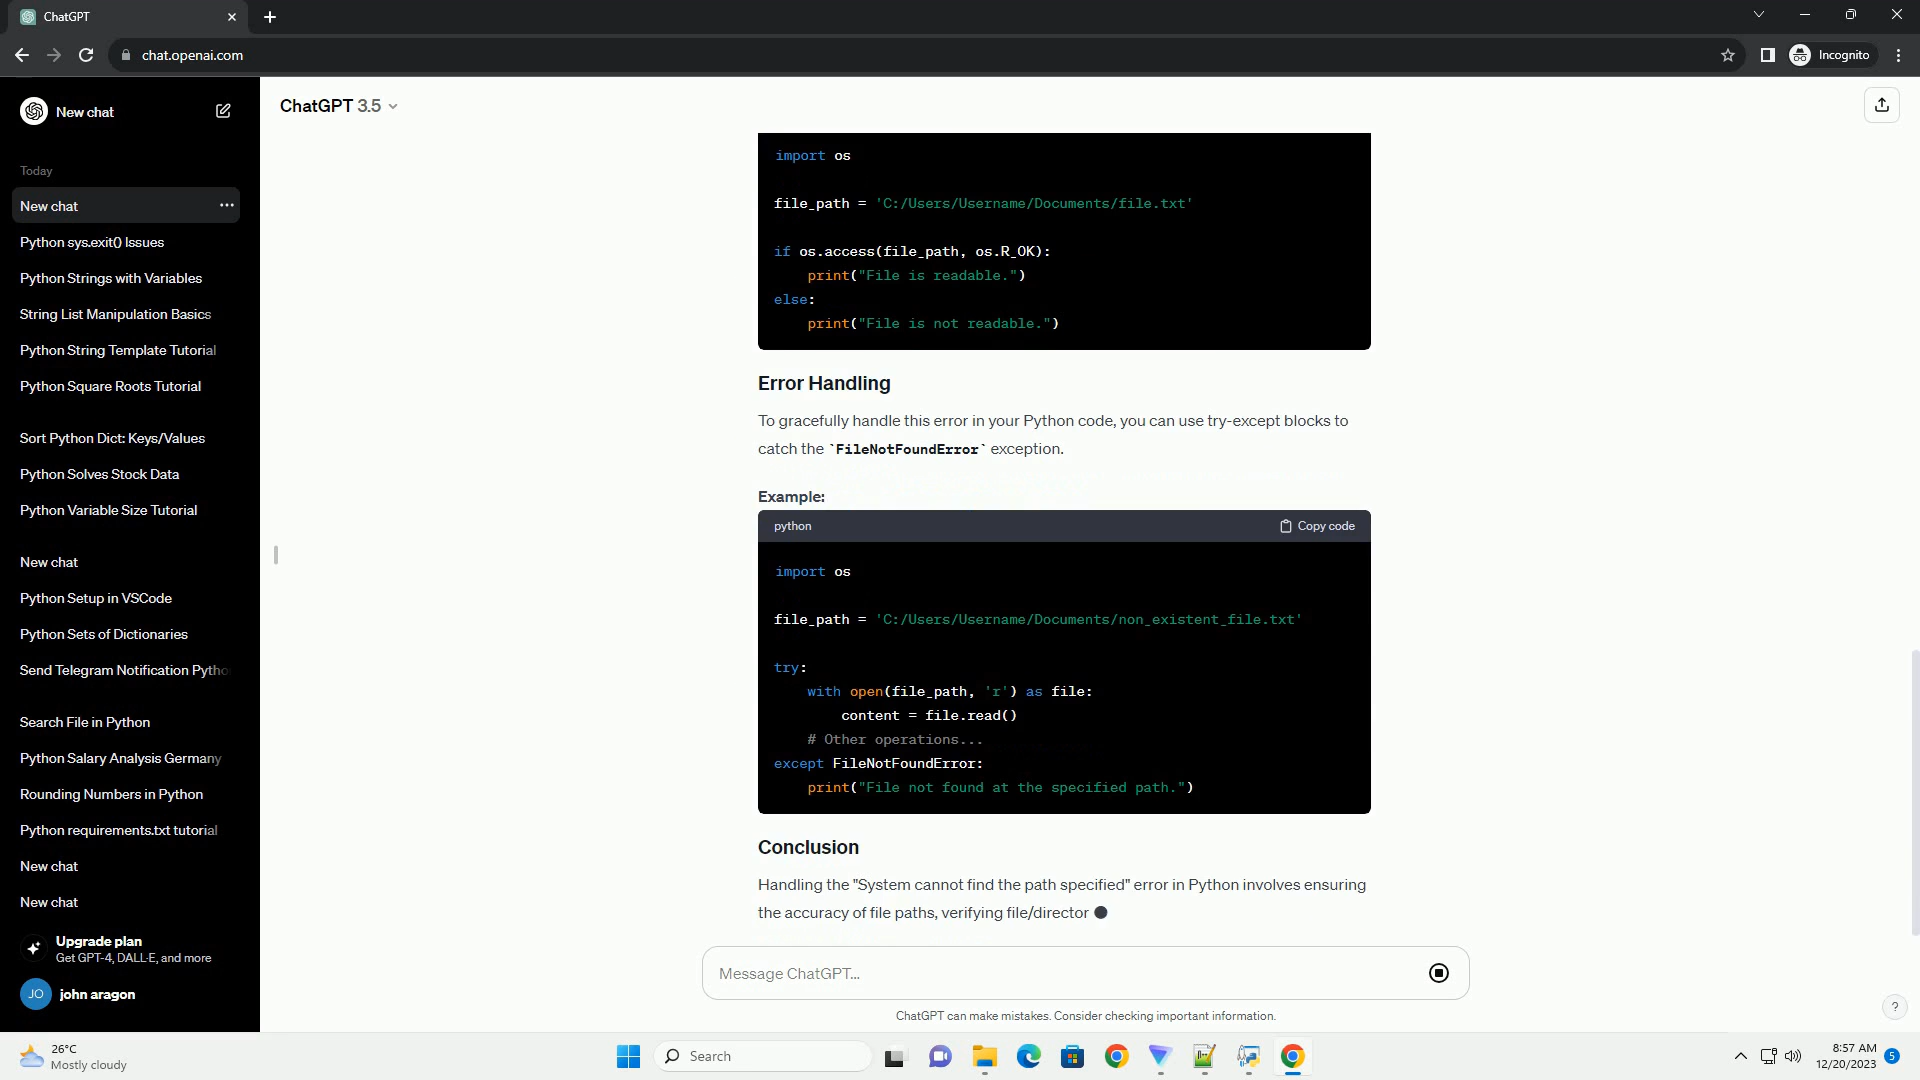 ChatGPT
chat.openai.com
Incognito
New chat
ChatGPT 3.5
Today
New chat
Python sys.exit() Issues
Python Strings with Variables
String List Manipulation Basics
Python String Template Tutorial
Python Square Roots Tutorial
Sort Python Dict: Keys/Values
Python Solves Stock Data
Python Variable Size Tutorial
New chat
Python Setup in VSCode
Python Sets of Dictionaries
Send Telegram Notification Pytho
Search File in Python
Python Salary Analysis Germany
Rounding Numbers in Python
Python requirements.txt tutorial
New chat
New chat
Upgrade plan
Get GPT-4, DALL·E, and more
JO john aragon
import os
file_path = 'C:/Users/Username/Documents/file.txt'
if os.access(file_path, os.R_OK):
print("File is readable.")
else:
print("File is not readable.")
Error Handling
To gracefully handle this error in your Python code, you can use try-except blocks to
catch the `FileNotFoundError` exception.
Example:
python Copy code
import os
file_path = 'C:/Users/Username/Documents/non_existent_file.txt'
try:
with open(file_path, 'r') as file:
content = file.read()
# Other operations...
except FileNotFoundError:
print("File not found at the specified path.")
Conclusion
Handling the "System cannot find the path specified" error in Python involves ensuring
the accuracy of file paths, verifying file/director
Message ChatGPT...
ChatGPT can make mistakes. Consider checking important information.
?
26°C
Mostly cloudy
Search
8:57 AM
12/20/2023
5